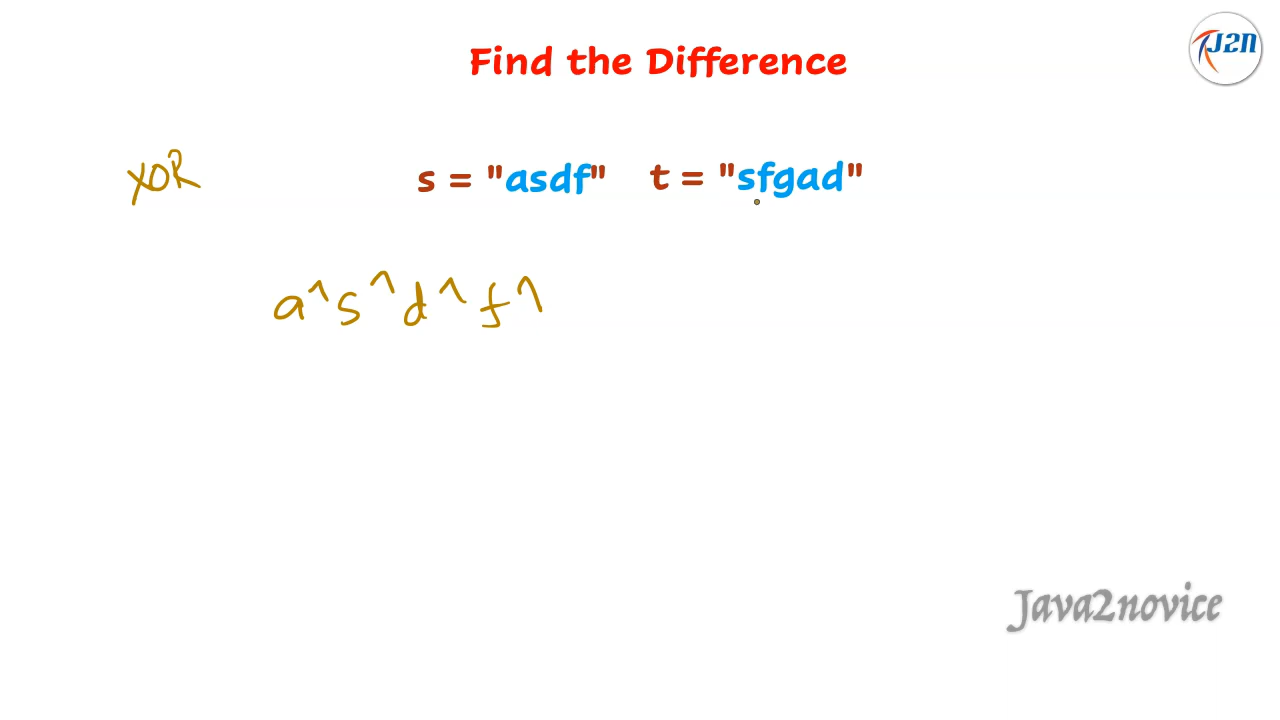 Find the Difference
J2N
XOR s = "asdf" t = "sfgad"
a^s^d^f^
Java2novice